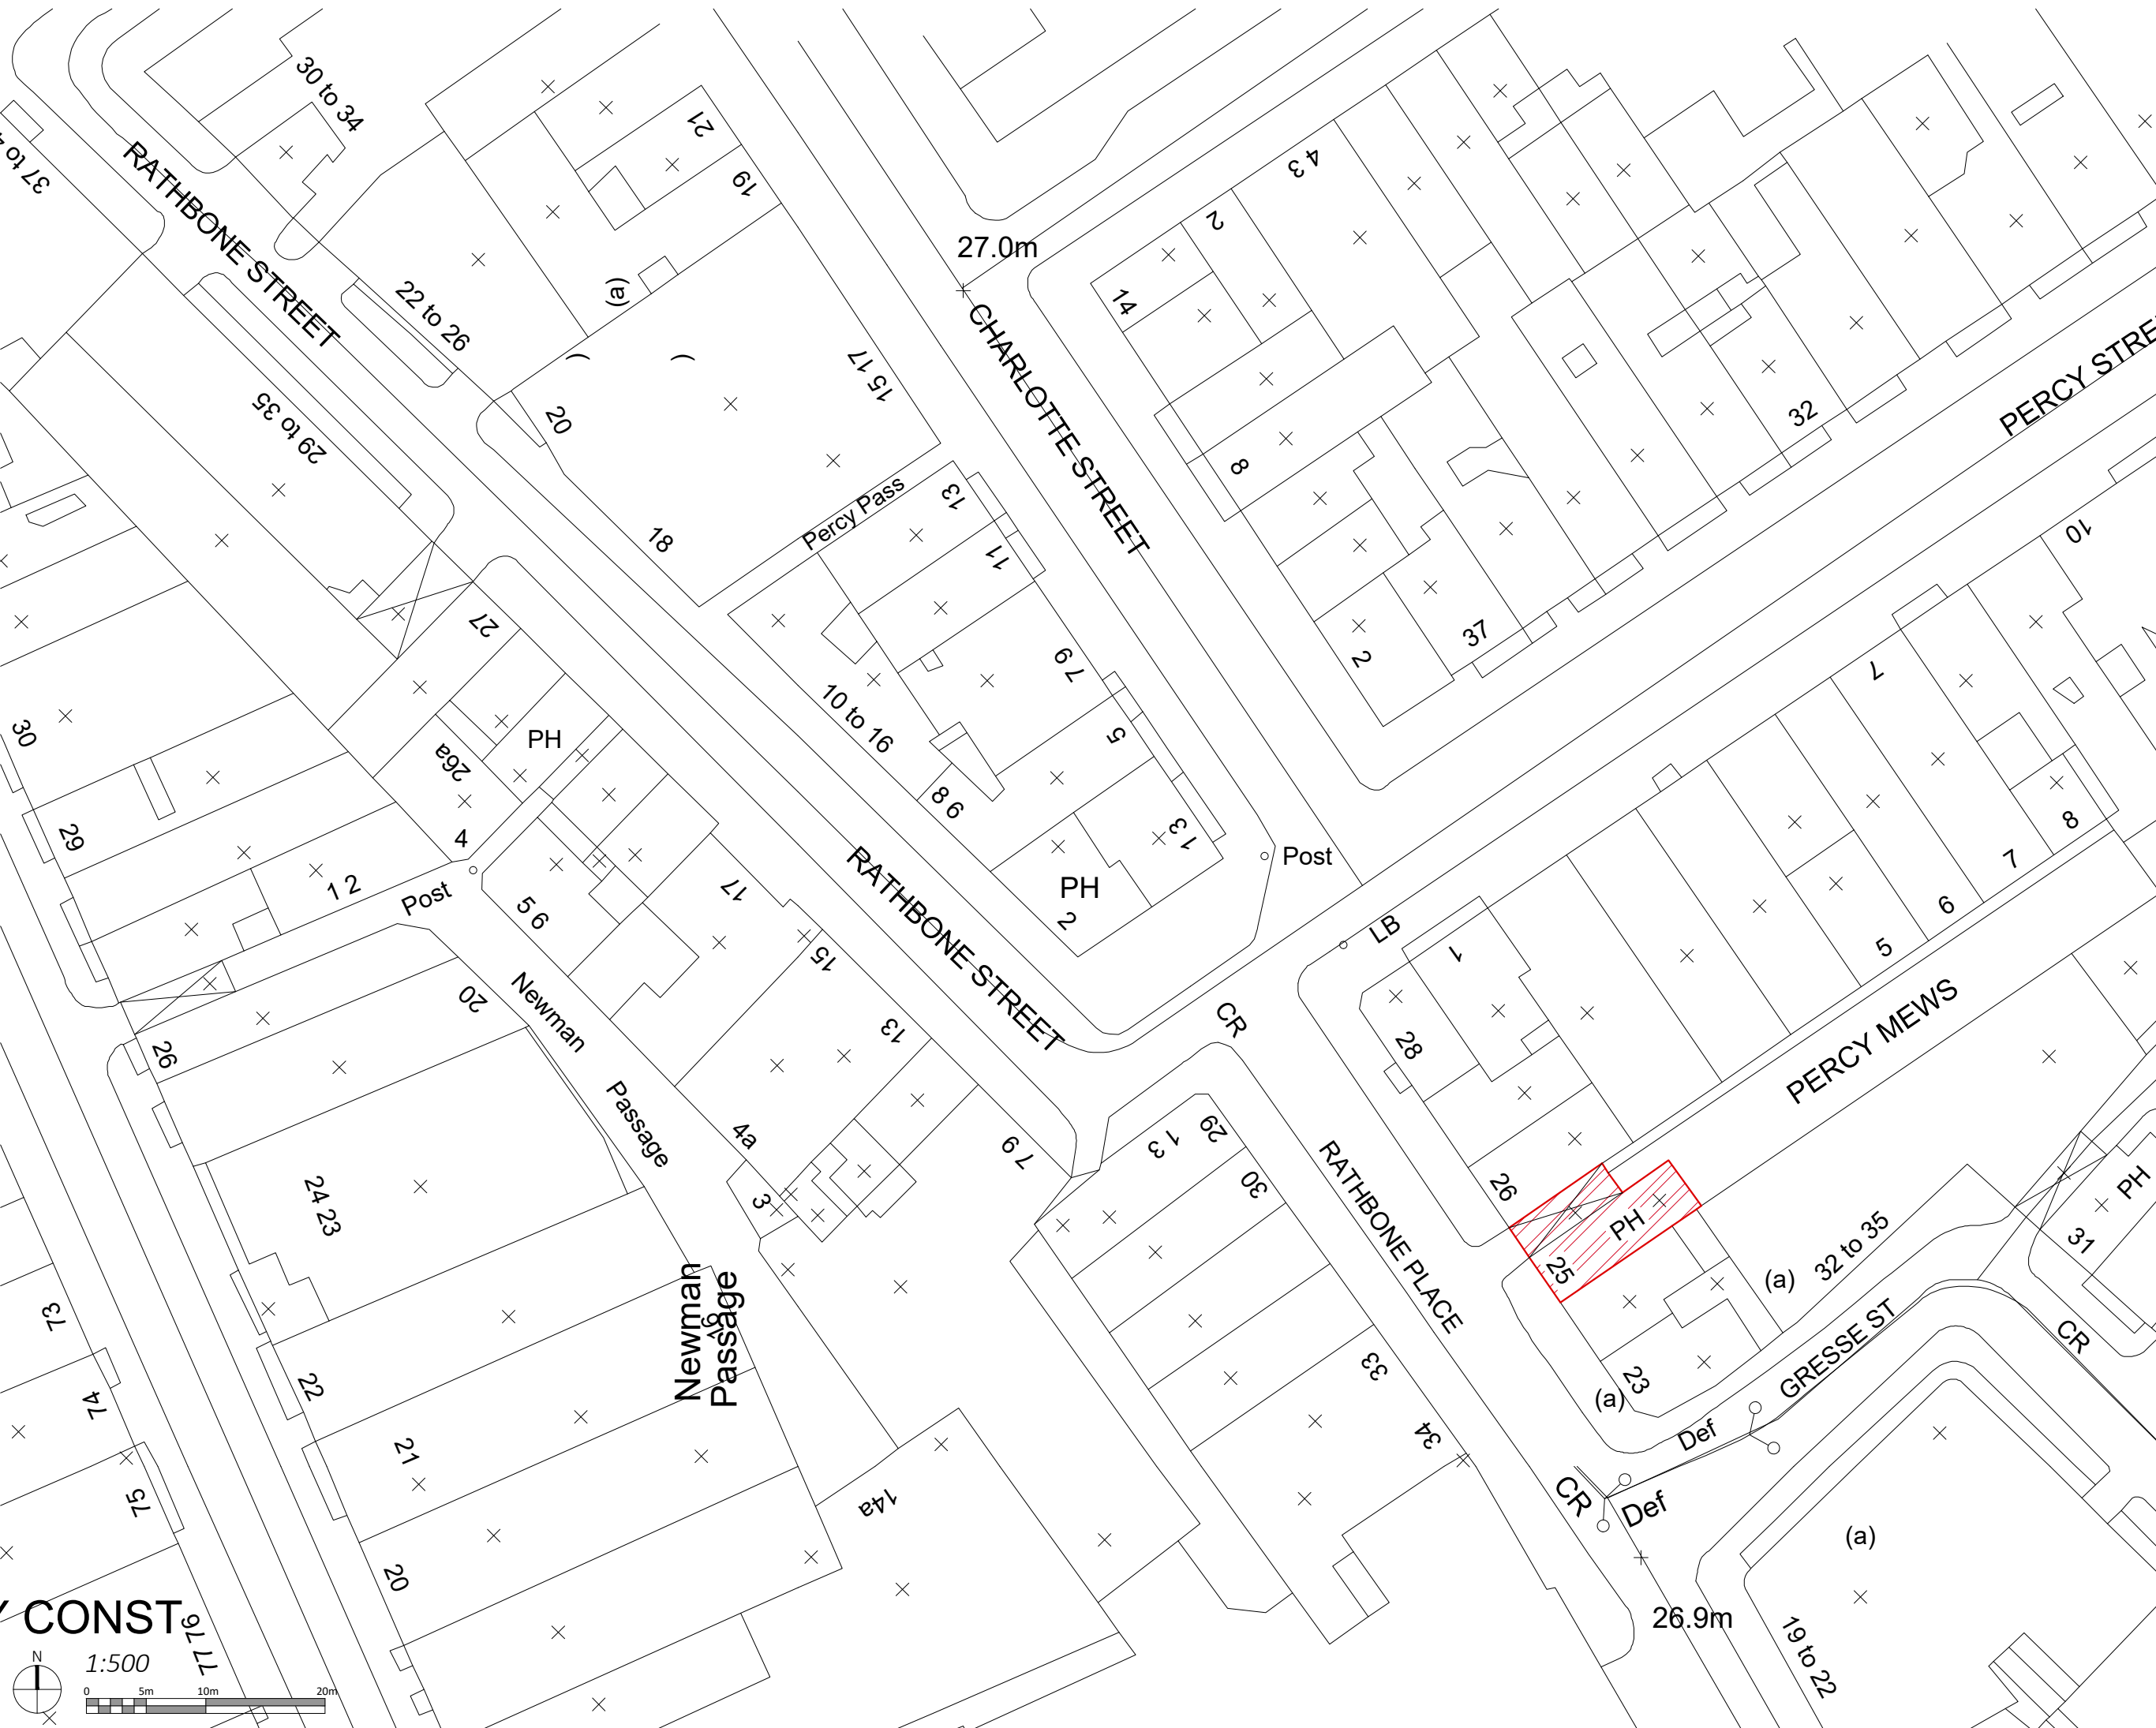 30 to 34
21
19
37 to 4
RATHBONE STREET
4 3
2
27.0m
14
(a)
22 to 26
CHARLOTTE STREET
15 17
PERCY STRE
29 to 35
20
8
32
13
Percy Pass
18
11
10
27
2
37
7 9
7
10 to 16
5
30
PH
26a
8 9
29
4
1 3
8
Post
7
1 2
PH
2
17
Post
5 6
6
LB
1
5
15
RATHBONE STREET
20
Newman
CR
28
PERCY MEWS
26
13
Passage
4a
7 9
1 3
29
30
RATHBONE PLACE
26
PH
PH
24 23
3
25
31
32 to 35
(a)
Newman
Passage
GRESSE ST
CR
73
22
33
23
(a)
74
21
34
Def
75
14a
CR
Def
(a)
20
Y CONST
77 76
26.9m
19 to 22
N
1:500
0
5m
10m
20m